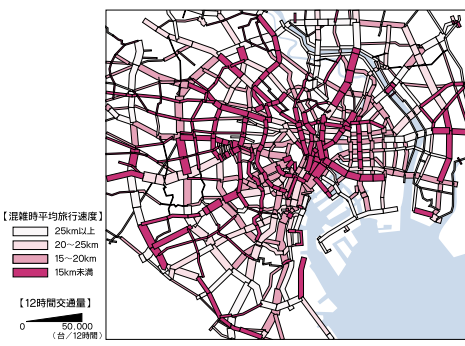 【混雑時平均旅行速度】
25km以上
20～25km
15～20km
15km未満
【12時間交通量】
0 50,000
(台/12時間)